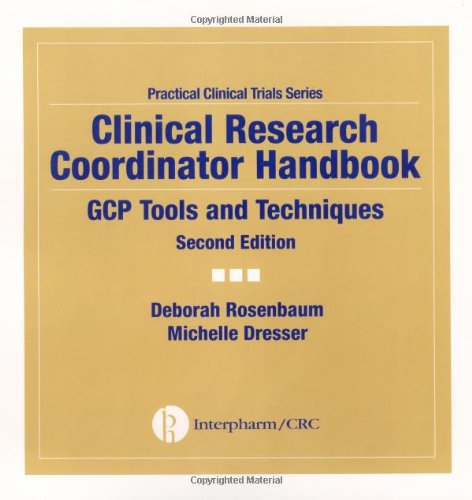 Copyrighted Material
Practical Clinical Trials Series
Clinical Research
Coordinator Handbook
GCP Tools and Techniques
Second Edition
Deborah Rosenbaum
Michelle Dresser
Interpharm/CRC
Copyrighted Material